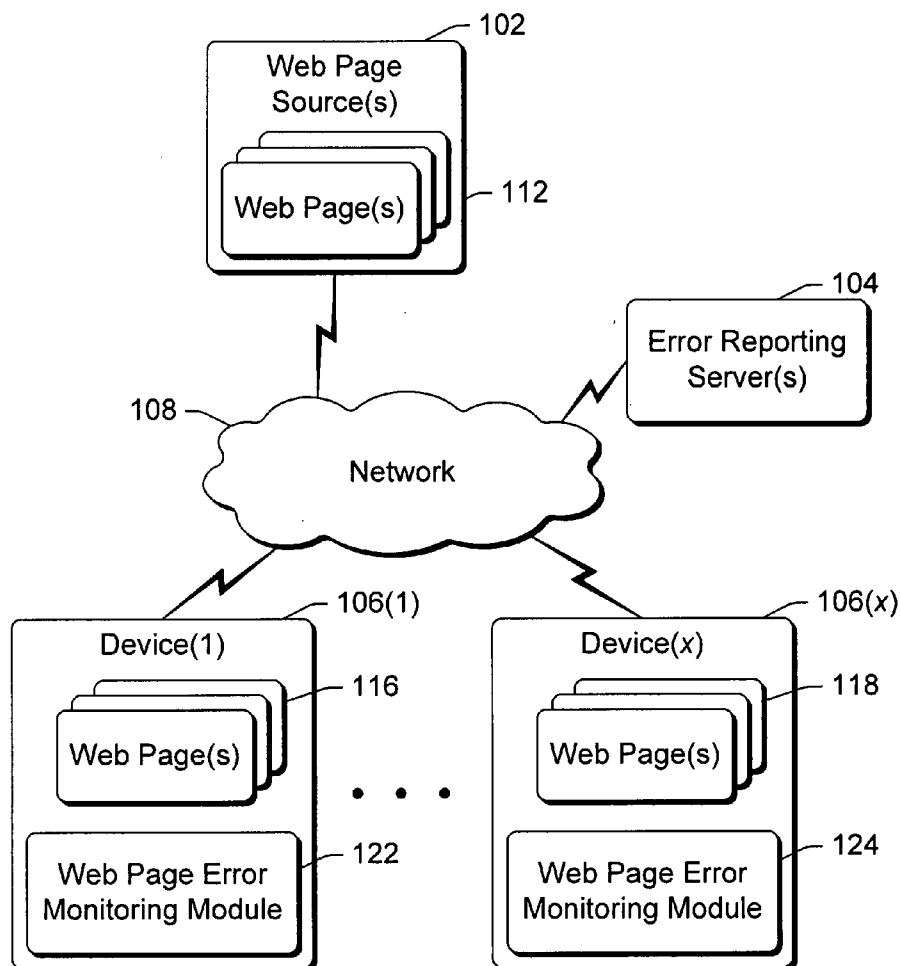 102
Web Page
Source(s)
Web Page(s)
112
104
Error Reporting
Server(s)
108
Network
106(1)
Device(1)
116
Web Page(s)
122
Web Page Error
Monitoring Module
106(x)
Device(x)
118
Web Page(s)
124
Web Page Error
Monitoring Module